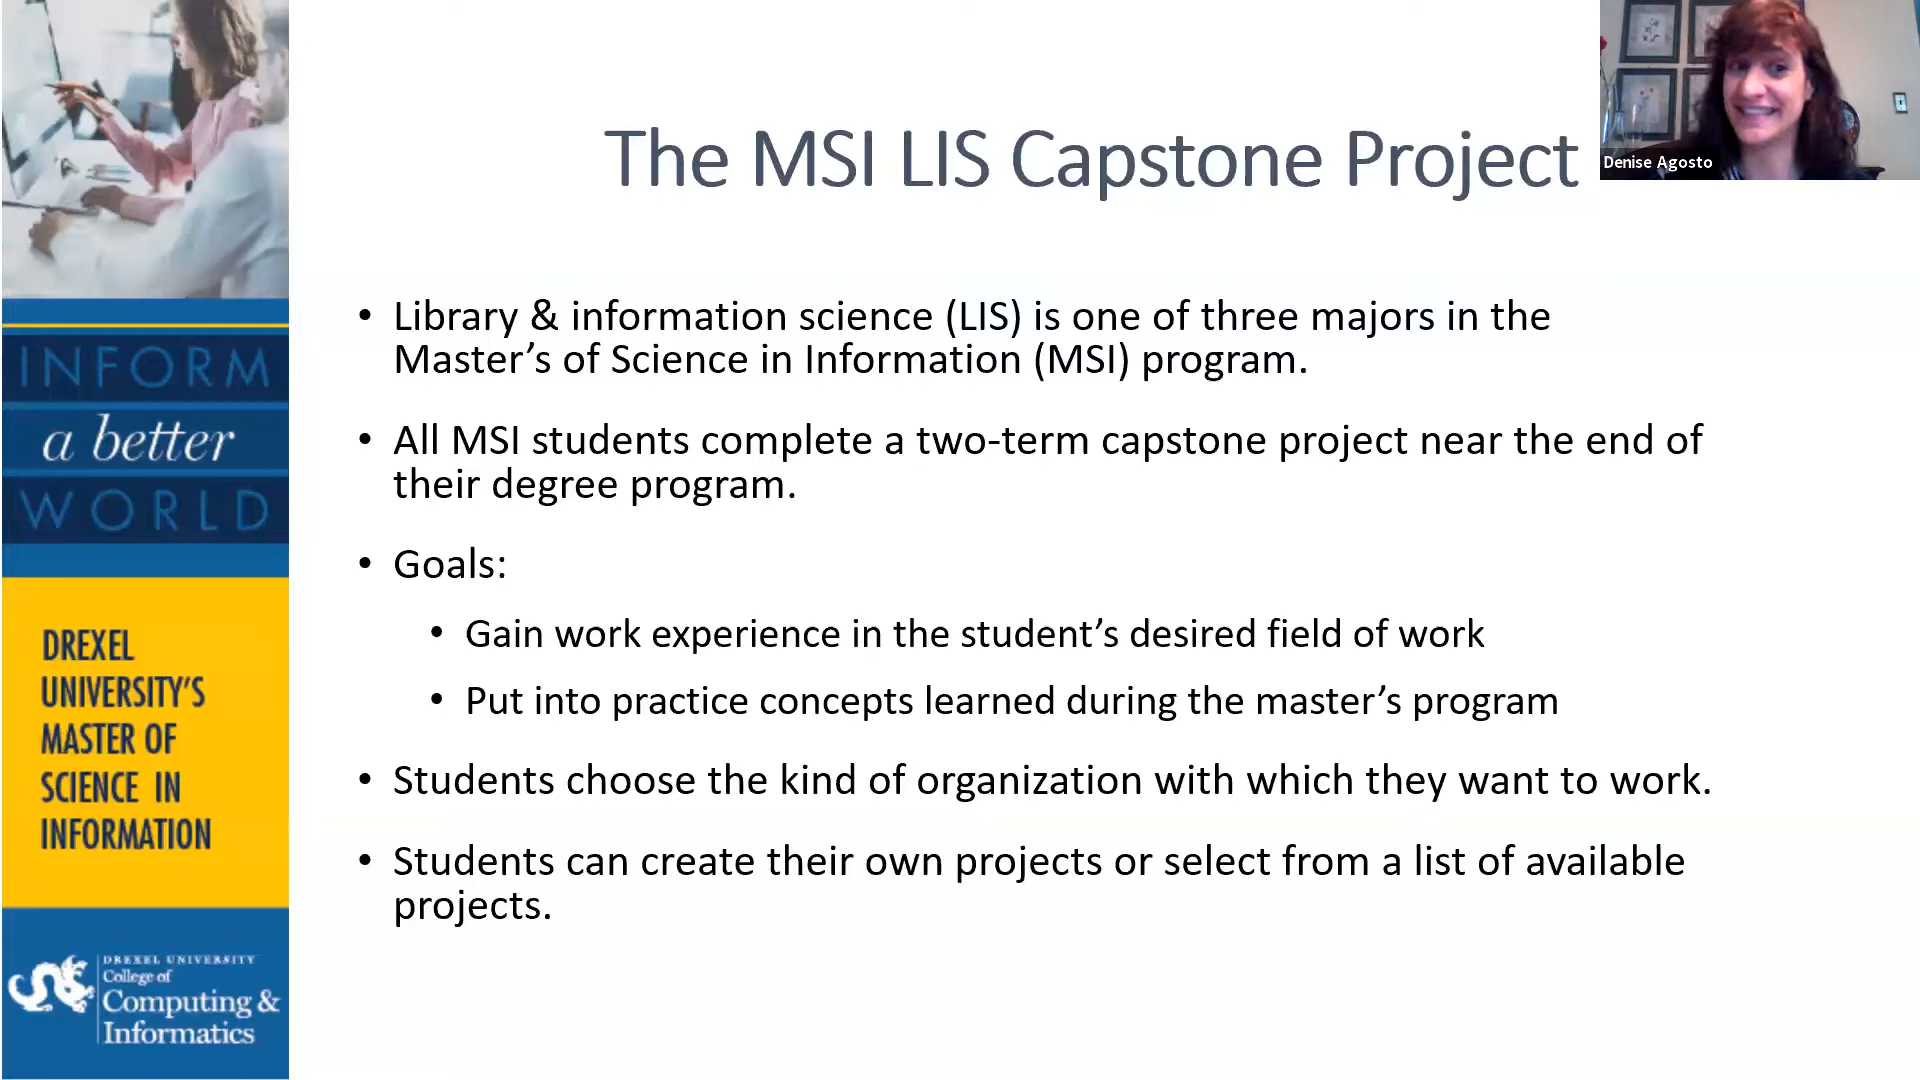 The MSI LIS Capstone Project
Denise Agosto
• Library & information science (LIS) is one of three majors in the
Master’s of Science in Information (MSI) program.
• All MSI students complete a two-term capstone project near the end of
their degree program.
• Goals:
• Gain work experience in the student’s desired field of work
• Put into practice concepts learned during the master’s program
• Students choose the kind of organization with which they want to work.
• Students can create their own projects or select from a list of available
projects.
INFORM
a better
WORLD
DREXEL
UNIVERSITY’S
MASTER OF
SCIENCE IN
INFORMATION
DREXEL UNIVERSITY
College of
Computing &
Informatics